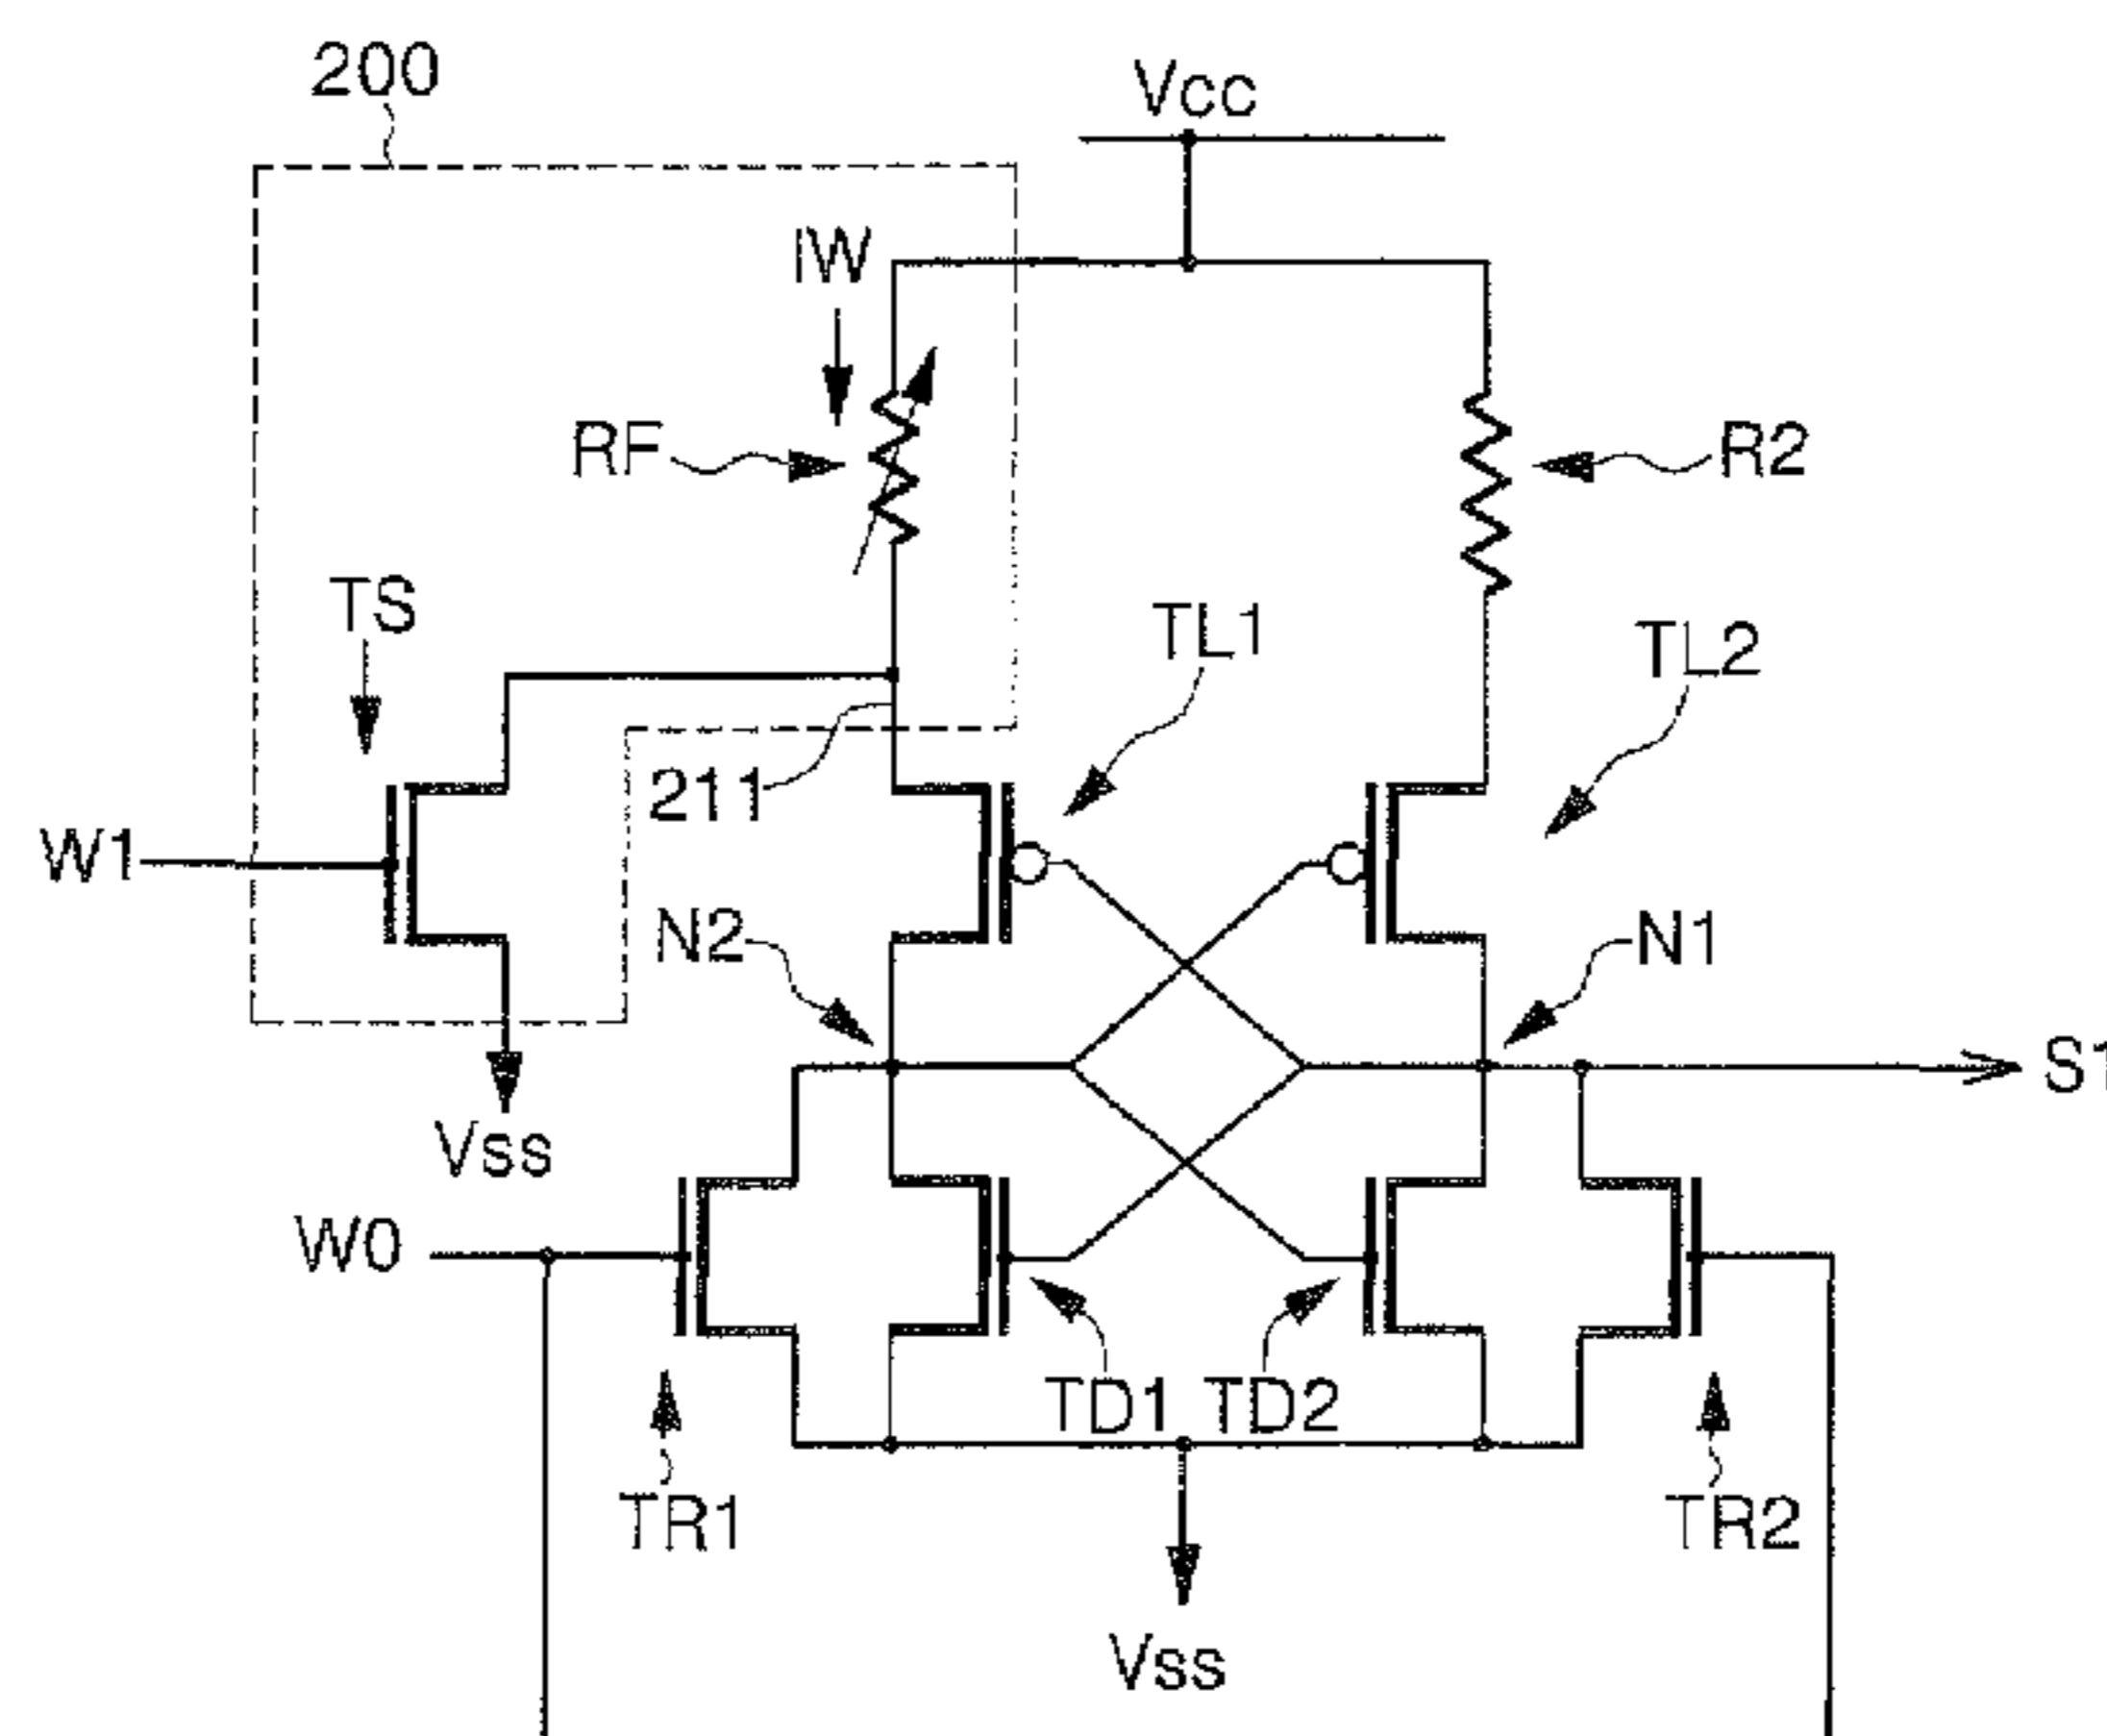 200
Vcc
IW
RF
R2
TS
TL1
TL2
211
W1
N2
N1
S1
Vss
W0
TD1
TD2
TR1
TR2
Vss